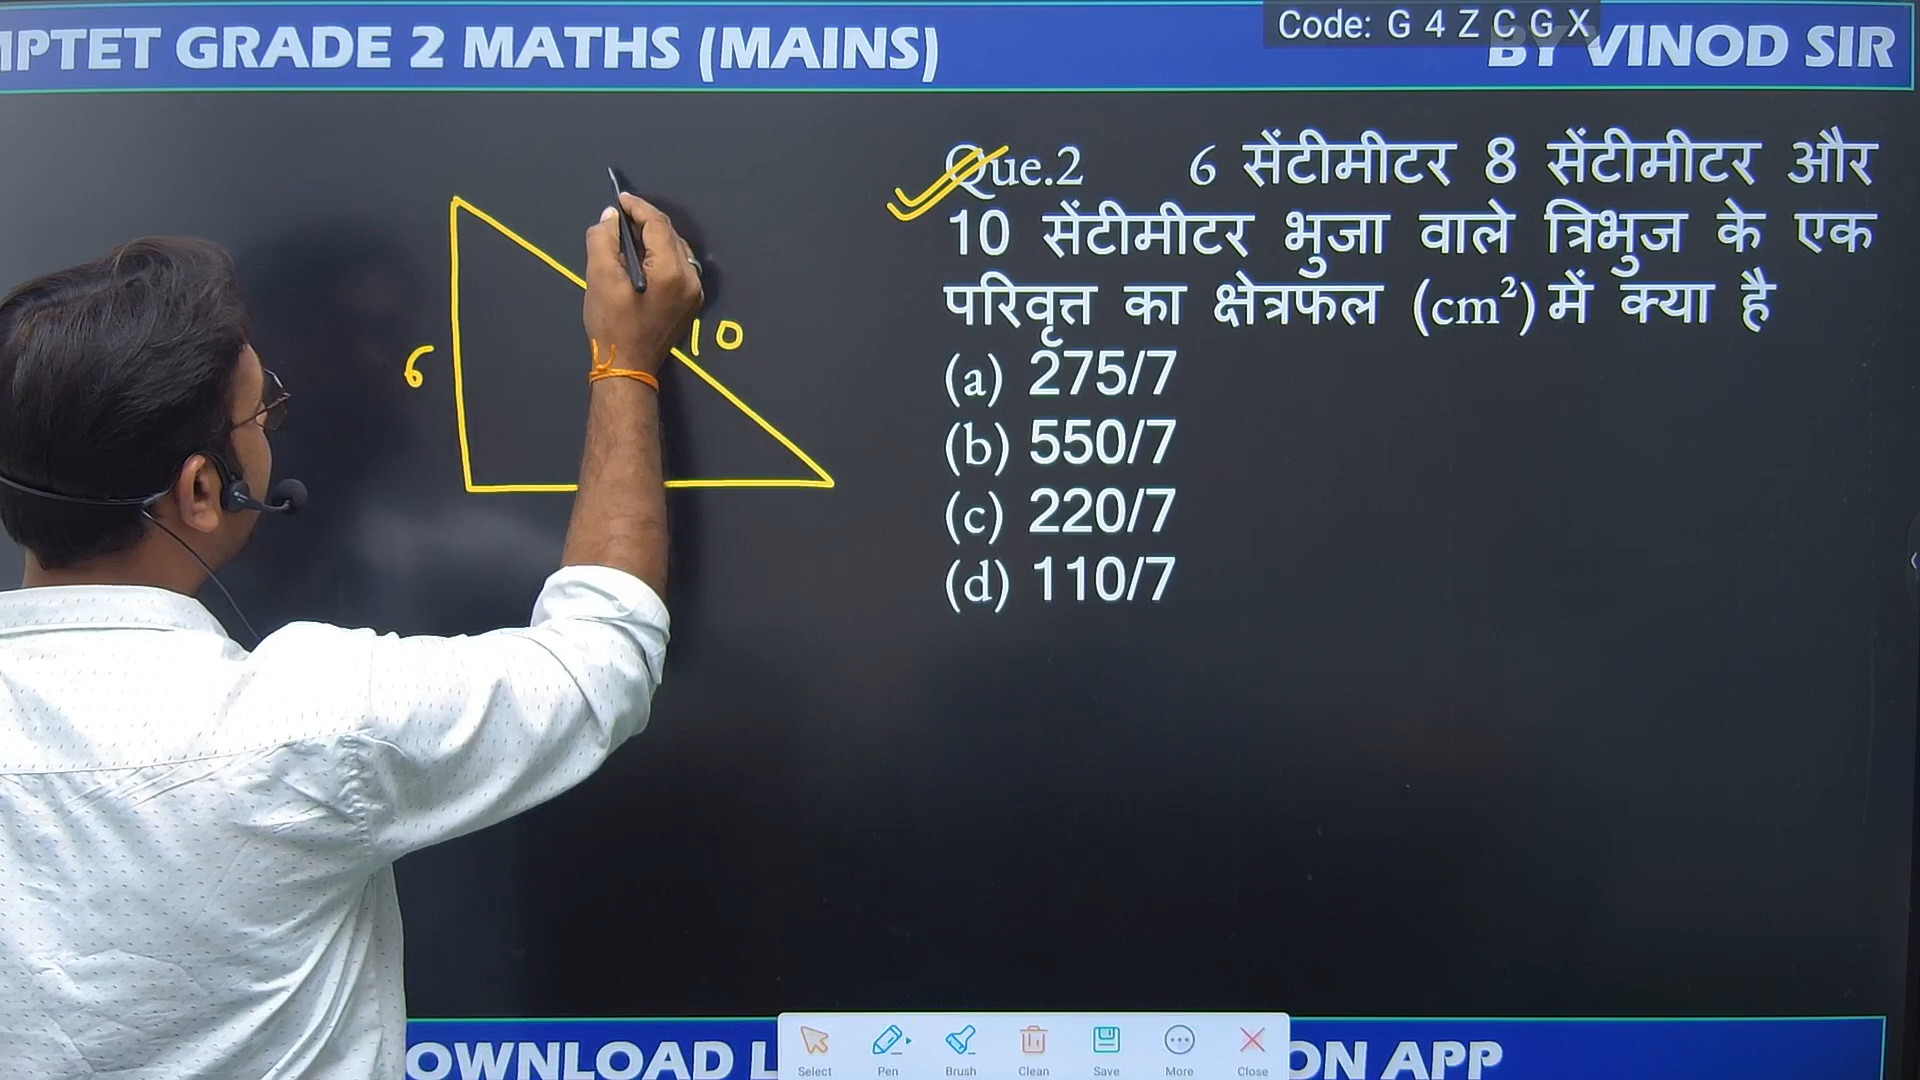 MPTET GRADE 2 MATHS (MAINS)
Code: G 4 Z C G X
BY VINOD SIR
Que.2 6 सेंटीमीटर 8 सेंटीमीटर और
10 सेंटीमीटर भुजा वाले त्रिभुज के एक
परिवृत्त का क्षेत्रफल (cm²) में क्या है
(a) 275/7
(b) 550/7
(c) 220/7
(d) 110/7
6
10
OWNLOAD L
ON APP
Select
Pen
Brush
Clean
Save
More
Close